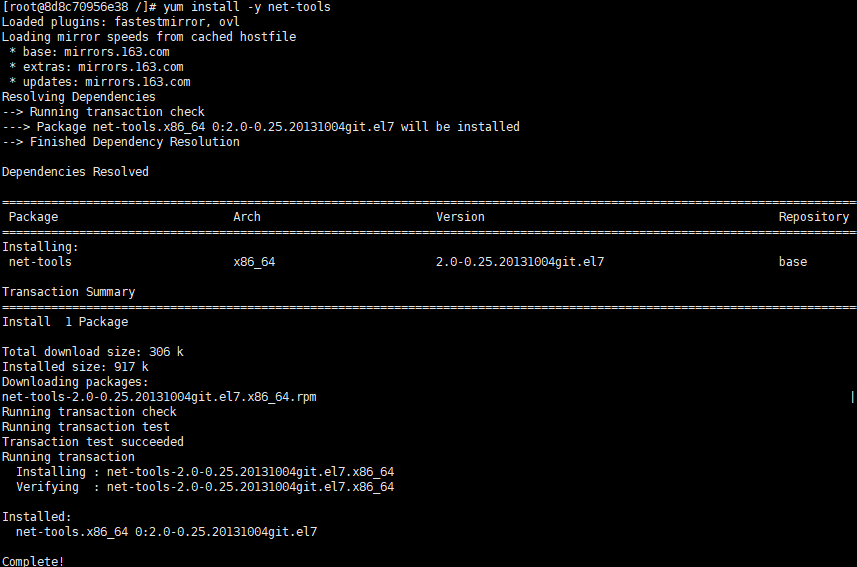 [root@8d8c70956e38 /]# yum install -y net-tools
Loaded plugins: fastestmirror, ovl
Loading mirror speeds from cached hostfile
 * base: mirrors.163.com
 * extras: mirrors.163.com
 * updates: mirrors.163.com
Resolving Dependencies
--> Running transaction check
---> Package net-tools.x86_64 0:2.0-0.25.20131004git.el7 will be installed
--> Finished Dependency Resolution

Dependencies Resolved

================================================================================
 Package                         Arch                         Version                                          Repository
================================================================================
Installing:
 net-tools                       x86_64                       2.0-0.25.20131004git.el7                         base

Transaction Summary
================================================================================
Install  1 Package

Total download size: 306 k
Installed size: 917 k
Downloading packages:
net-tools-2.0-0.25.20131004git.el7.x86_64.rpm                                                                            |
Running transaction check
Running transaction test
Transaction test succeeded
Running transaction
  Installing : net-tools-2.0-0.25.20131004git.el7.x86_64
  Verifying  : net-tools-2.0-0.25.20131004git.el7.x86_64

Installed:
  net-tools.x86_64 0:2.0-0.25.20131004git.el7

Complete!